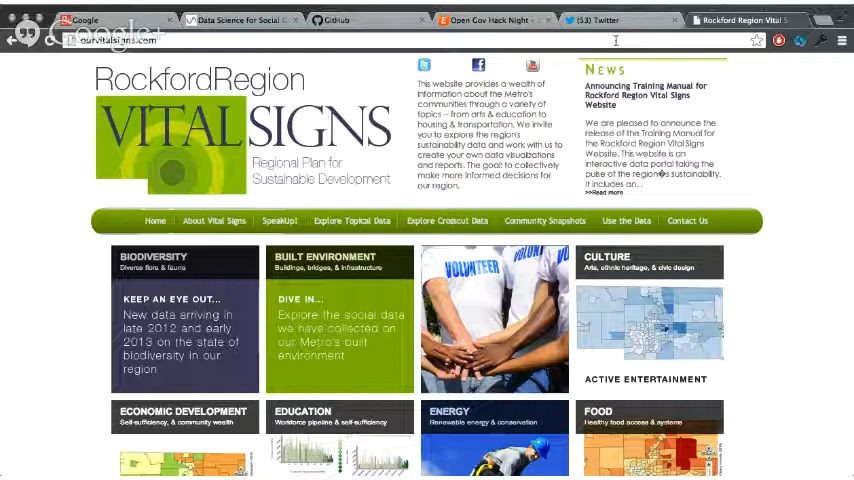 Google
Data Science for Social
GitHub
Open Gov Hack Night -
(53) Twitter
Rockford Region Vital S
Google+
ourvitalsigns.com
RockfordRegion
VITAL SIGNS
Regional Plan for
Sustainable Development
This website provides a wealth of
information about the Metro's
communities through a variety of
topics – from arts & education to
housing & transportation. We invite
you to explore the region's
sustainability data and work with us to
create your own data visualizations
and reports. The goal: to collectively
make more informed decisions for
our region.
NEWS
Announcing Training Manual for
Rockford Region Vital Signs
Website
We are pleased to announce the
release of the Training Manual for
the Rockford Region Vital Signs
Website. This website is an
interactive data portal taking the
pulse of the region�s sustainability.
It includes an...
>>Read more
Home
About Vital Signs
SpeakUp!
Explore Topical Data
Explore Crosscut Data
Community Snapshots
Use the Data
Contact Us
BIODIVERSITY
Diverse flora & fauna
KEEP AN EYE OUT...
New data arriving in
late 2012 and early
2013 on the state of
biodiversity in our
region
BUILT ENVIRONMENT
Buildings, bridges, & infrastructure
DIVE IN...
Explore the social data
we have collected on
our Metro's built
environment
VOLUNTEER
VOLUNTEER
CULTURE
Arts, ethnic heritage, & civic design
ACTIVE ENTERTAINMENT
ECONOMIC DEVELOPMENT
Self-sufficiency, & community wealth
EDUCATION
Workforce pipeline & self-sufficiency
ENERGY
Renewable energy & conservation
FOOD
Healthy food access & systems